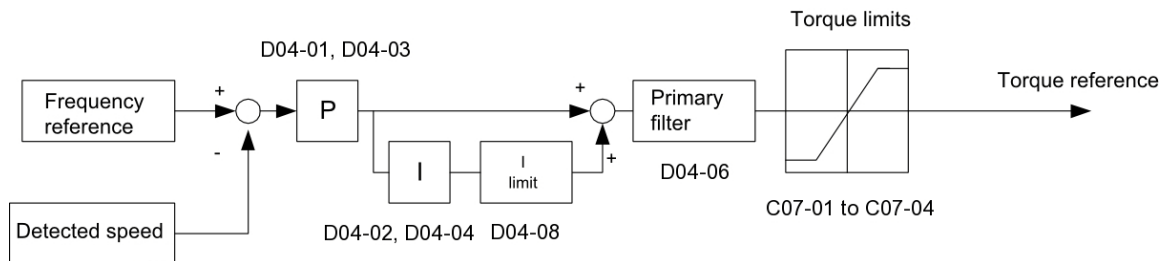 Torque limits
D04-01, D04-03
Frequency
reference
+
-
P
+
+
Primary
filter
Torque reference
I
I
limit
D04-06
C07-01 to C07-04
Detected speed
D04-02, D04-04
D04-08